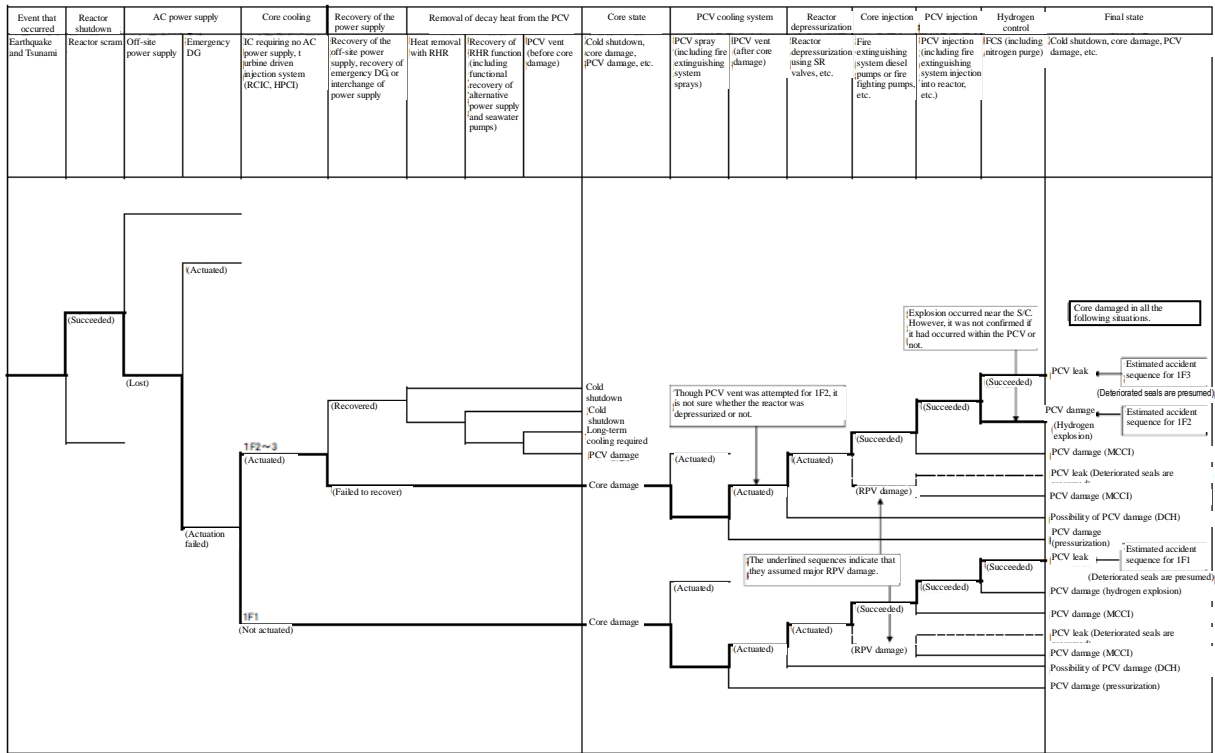 Event that occurred
Reactor shutdown
AC power supply
Core cooling
Recovery of the power supply
Removal of decay heat from the PCV
Core state
PCV cooling system
Reactor depressurization
Core injection
PCV injection
Hydrogen control
Final state
Earthquake and Tsunami
Reactor scram
Off-site power supply
Emergency DG
IC requiring no AC power supply, t urbine driven injection system (RCIC, HPCI)
Recovery of the off-site power supply, recovery of emergency DG, or interchange of power supply
Heat removal with RHR
Recovery of RHR function (including functional recovery of alternative power supply and seawater pumps)
PCV vent (before core damage)
Cold shutdown, core damage, PCV damage, etc.
PCV spray (including fire extinguishing system sprays)
PCV vent (after core damage)
Reactor depressurization using SR valves, etc.
Fire extinguishing system diesel pumps or fire fighting pumps, etc.
PCV injection (including fire extinguishing system injection into reactor, etc.)
FCS (including nitrogen purge)
Cold shutdown, core damage, PCV damage, etc.
(Actuated)
(Succeeded)
(Lost)
Explosion occurred near the S/C.
However, it was not confirmed if
it had occurred within the PCV or
not.
Core damaged in all the
following situations.
PCV leak
Estimated accident
sequence for 1F3
(Deteriorated seals are presumed)
(Succeeded)
Though PCV vent was attempted for 1F2, it
is not sure whether the reactor was
depressurized or not.
Cold
shutdown
(Recovered)
Cold
shutdown
Long-term
cooling required
PCV damage
(Succeeded)
PCV damage
(Hydrogen
explosion)
Estimated accident
sequence for 1F2
1F2~3
(Actuated)
(Actuated)
(Actuated)
(Succeeded)
PCV damage (MCCI)
PCV leak (Deteriorated seals are
Core damage
(Failed to recover)
(Actuated)
(RPV damage)
PCV damage (MCCI)
Possibility of PCV damage (DCH)
(Actuation
failed)
PCV damage
(pressurization)
The underlined sequences indicate that
they assumed major RPV damage.
PCV leak
Estimated accident
sequence for 1F1
(Deteriorated seals are presumed)
(Succeeded)
(Actuated)
(Succeeded)
PCV damage (hydrogen explosion)
1F1
(Not actuated)
Core damage
(Actuated)
(Succeeded)
PCV damage (MCCI)
PCV leak (Deteriorated seals are
(Actuated)
(RPV damage)
PCV damage (MCCI)
Possibility of PCV damage (DCH)
PCV damage (pressurization)